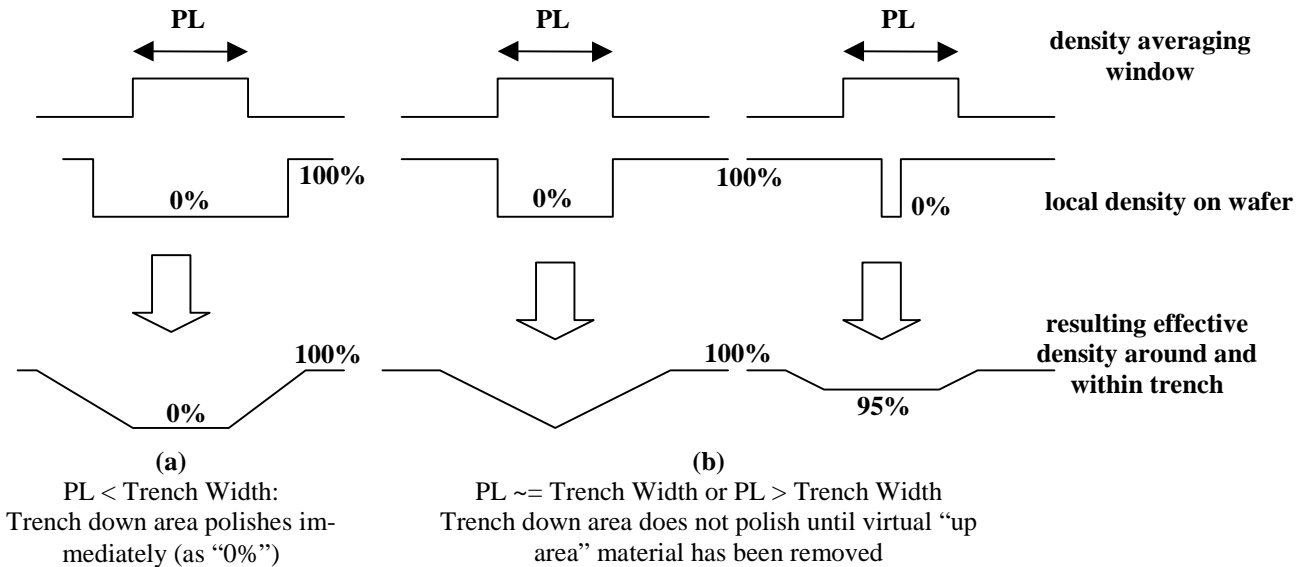 PL
PL
PL
density averaging
window
0%
100%
0%
100%
0%
local density on wafer
100%
0%
100%
95%
resulting effective
density around and
within trench
(a)
PL < Trench Width:
Trench down area polishes im-
mediately (as “0%”)
(b)
PL ~= Trench Width or PL > Trench Width
Trench down area does not polish until virtual “up
area” material has been removed